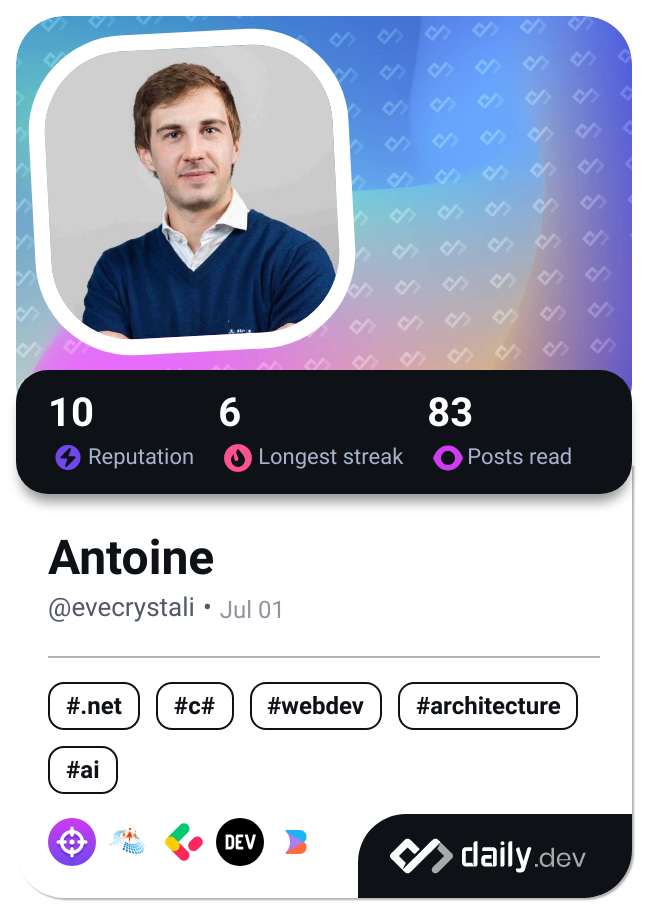 10 6 83
Reputation Longest streak Posts read
Antoine
@evecrystali • Jul 01
#.net #c# #webdev #architecture
#ai
DEV
daily.dev